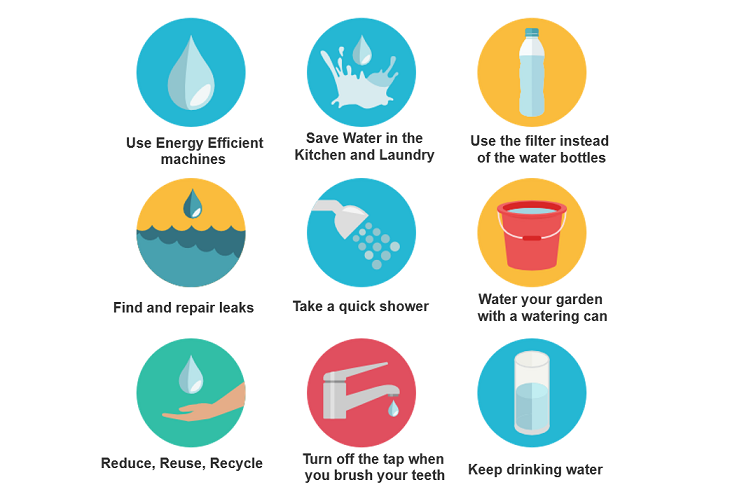 Use Energy Efficient
machines
Save Water in the
Kitchen and Laundry
Use the filter instead
of the water bottles
Find and repair leaks
Take a quick shower
Water your garden
with a watering can
Reduce, Reuse, Recycle
Turn off the tap when
you brush your teeth
Keep drinking water